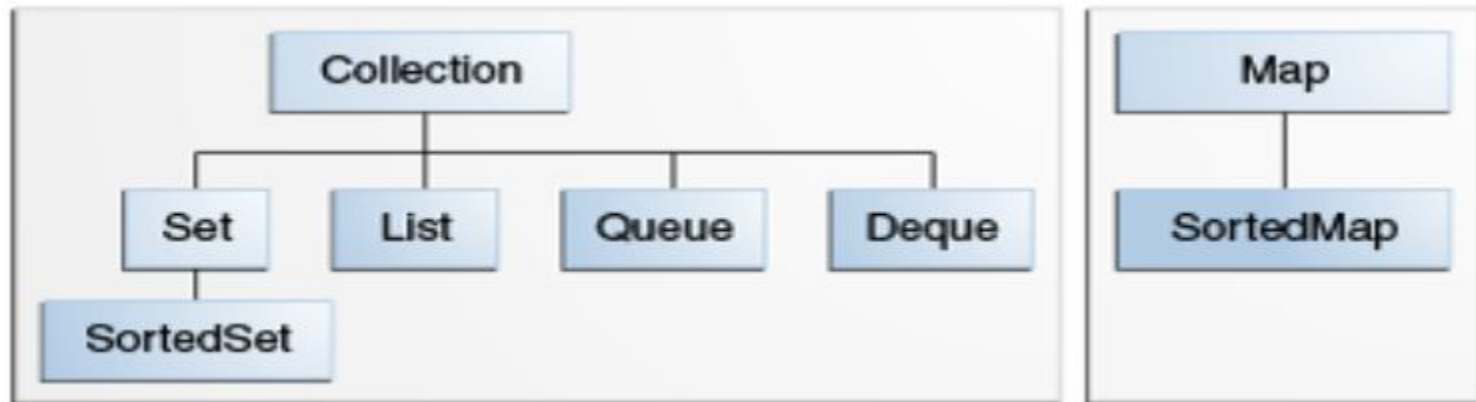 Collection
Map
Set
List
Queue
Deque
SortedMap
SortedSet